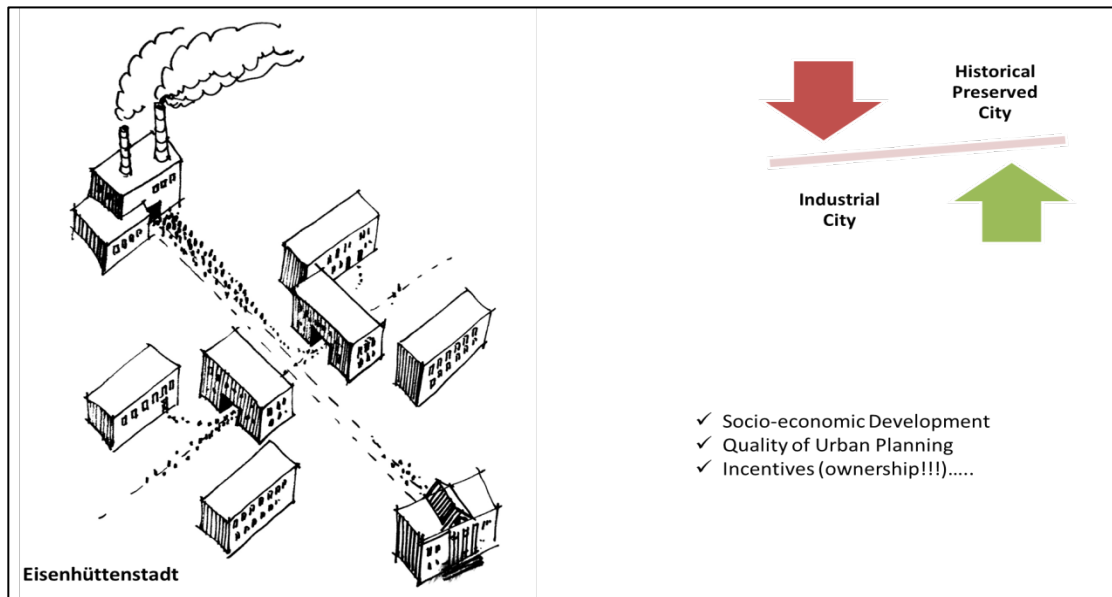 Historical
Preserved
City
Industrial
City
✓ Socio-economic Development
✓ Quality of Urban Planning
✓ Incentives (ownership!!!).....
Eisenhüttenstadt